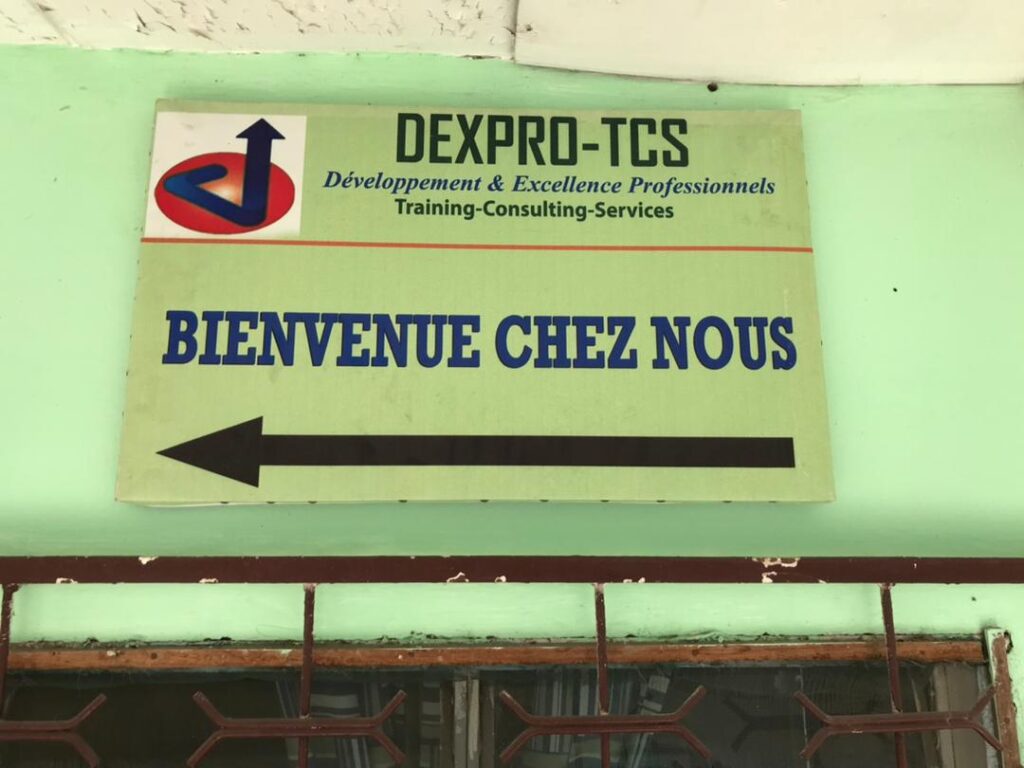 DEXPRO-TCS
Développement & Excellence Professionnels
Training-Consulting-Services
BIENVENUE CHEZ NOUS